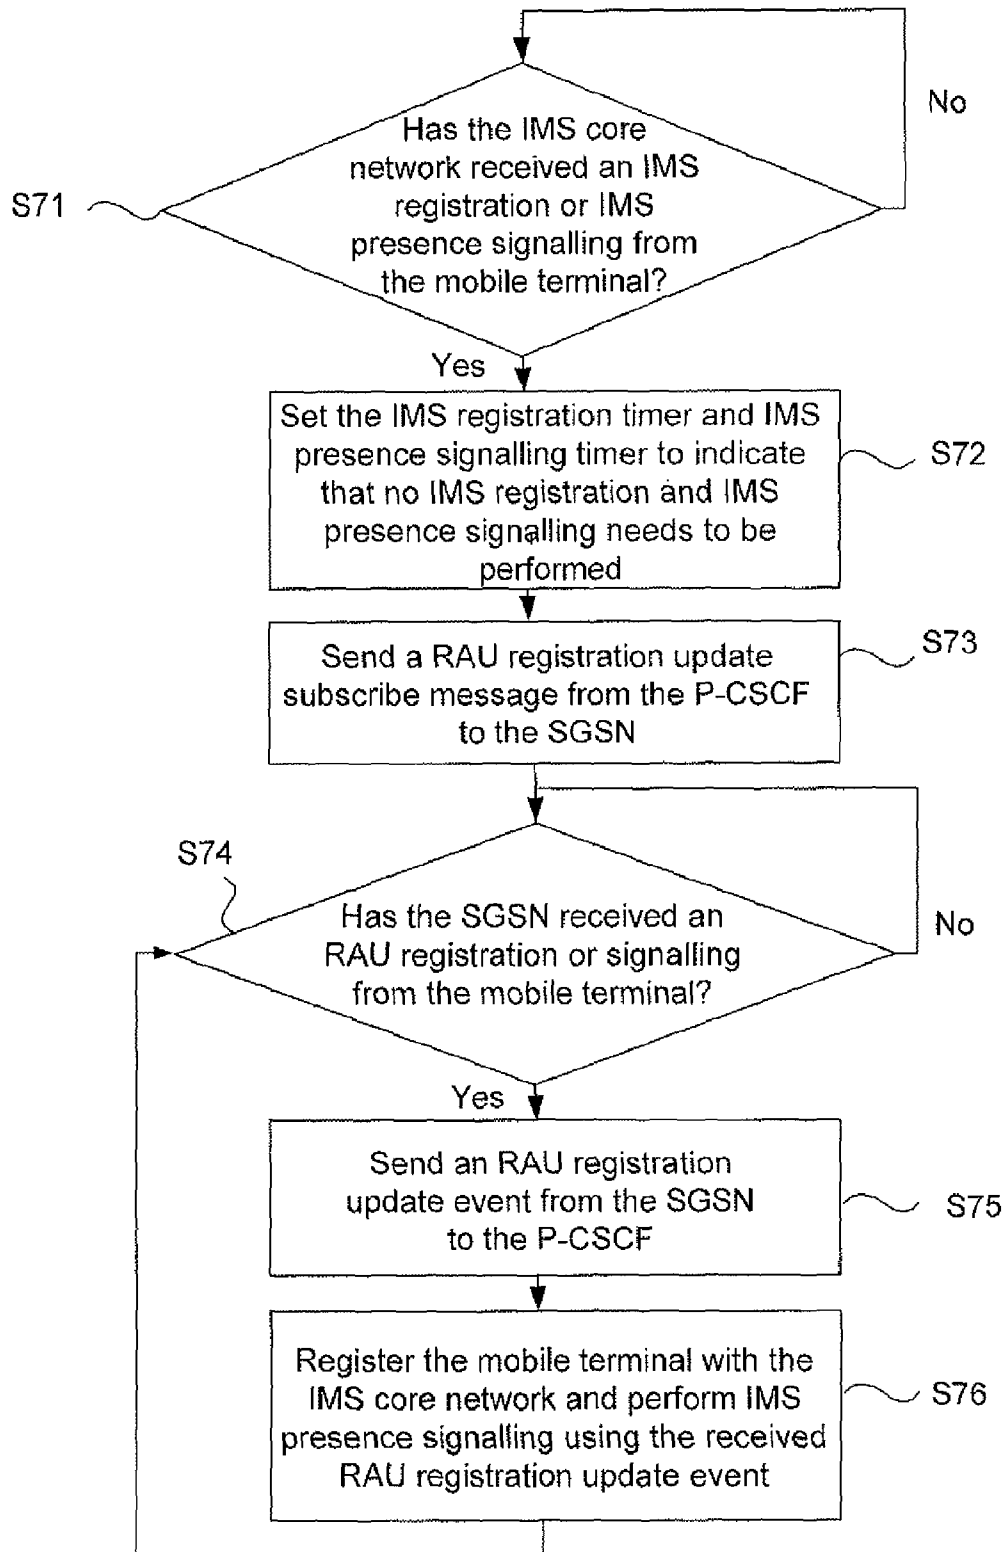 No
Has the IMS core
network received an IMS
registration or IMS
presence signalling from
the mobile terminal?
S71
Yes
Set the IMS registration timer and IMS
presence signalling timer to indicate
that no IMS registration and IMS
presence signalling needs to be
performed
S72
Send a RAU registration update
subscribe message from the P-CSCF
to the SGSN
S73
S74
Has the SGSN received an
RAU registration or signalling
from the mobile terminal?
No
Yes
Send an RAU registration
update event from the SGSN
to the P-CSCF
S75
Register the mobile terminal with the
IMS core network and perform IMS
presence signalling using the received
RAU registration update event
S76